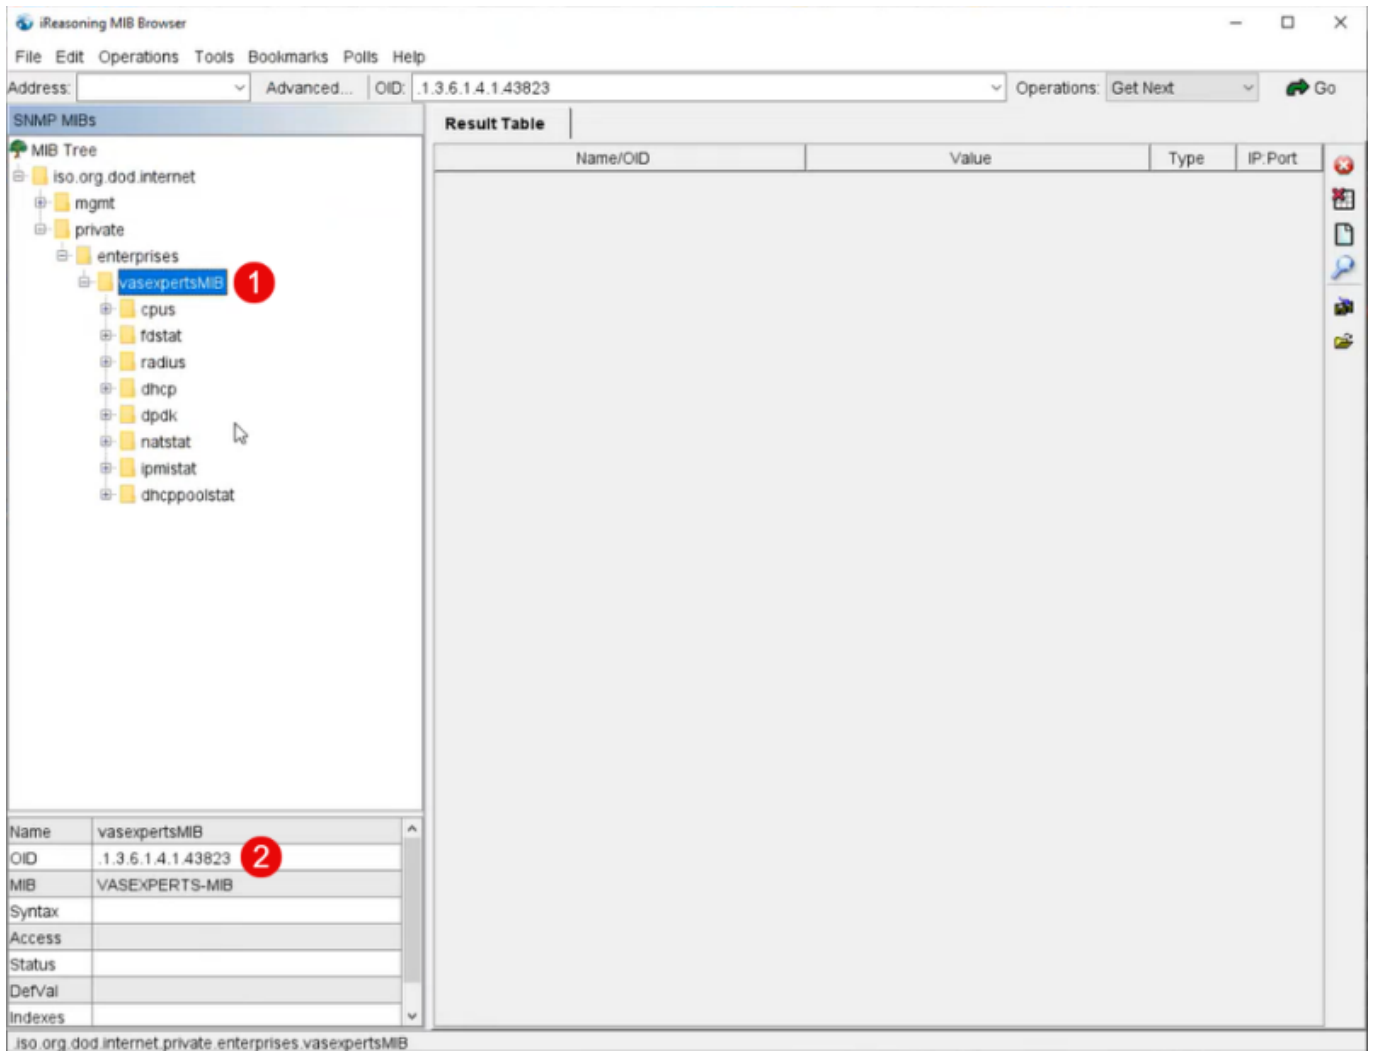 iReasoning MIB Browser
File Edit Operations Tools Bookmarks Polls Help
Address: Advanced... OID: .1.3.6.1.4.1.43823 Operations: Get Next Go
SNMP MIBs
Result Table
MIB Tree
Name/OID Value Type IP:Port
iso.org.dod.internet
mgmt
private
enterprises
vasexpertsMIB 1
cpus
fdstat
radius
dhcp
dpdk
natstat
ipmistat
dhcppoolstat
Name vasexpertsMIB
OID .1.3.6.1.4.1.43823 2
MIB VASEXPERTS-MIB
Syntax
Access
Status
DefVal
Indexes
.iso.org.dod.internet.private.enterprises.vasexpertsMIB